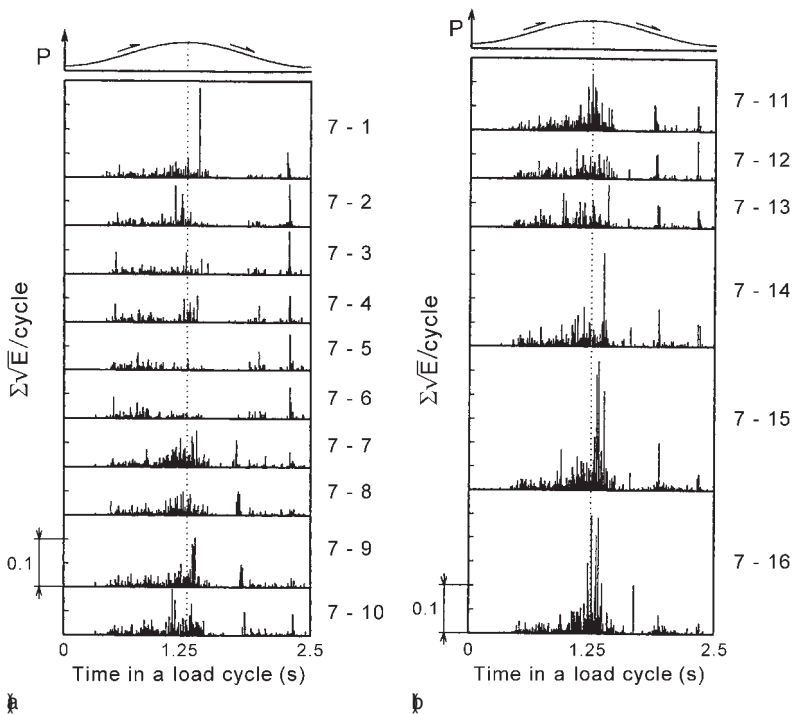 P
7 - 1
7 - 2
7 - 3
7 - 4
7 - 5
7 - 6
7 - 7
7 - 8
7 - 9
7 - 10
Σ√E/cycle
0.1
0 1.25 2.5
Time in a load cycle (s)
a
P
7 - 11
7 - 12
7 - 13
7 - 14
7 - 15
7 - 16
Σ√E/cycle
0.1
0 1.25 2.5
Time in a load cycle (s)
b